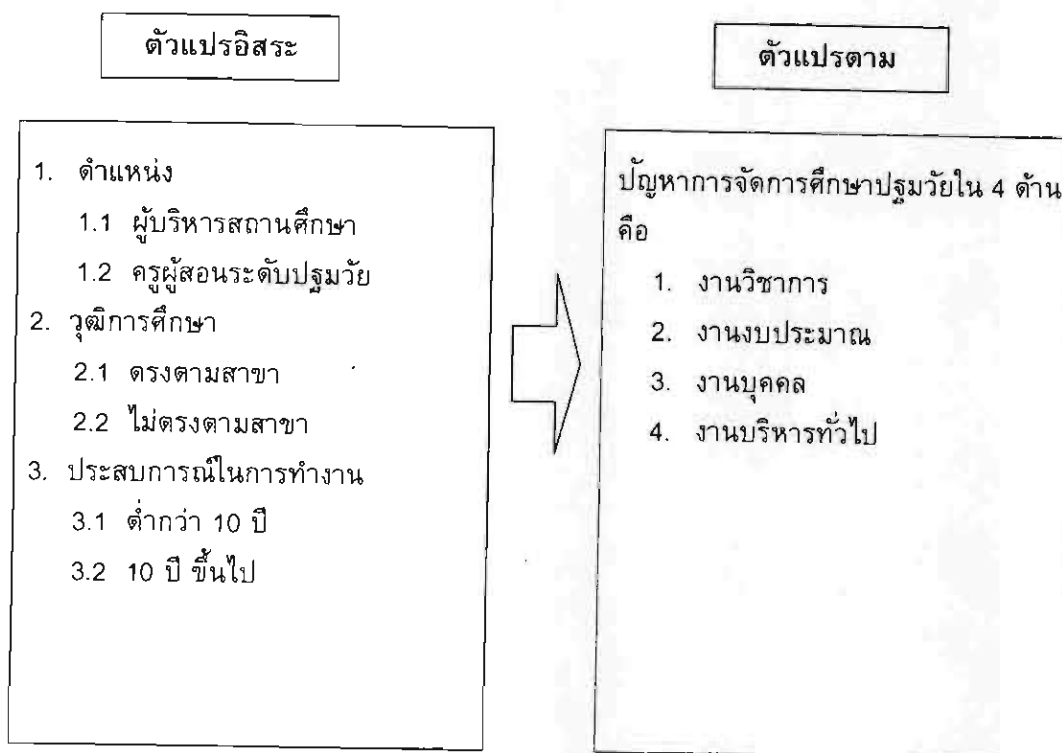 ตัวแปรอิสระ
1. ตำแหน่ง
1.1 ผู้บริหารสถานศึกษา
1.2 ครูผู้สอนระดับปฐมวัย
2. วุฒิการศึกษา
2.1 ตรงตามสาขา
2.2 ไม่ตรงตามสาขา
3. ประสบการณ์ในการทำงาน
3.1 ต่ำกว่า 10 ปี
3.2 10 ปี ขึ้นไป
ตัวแปรตาม
ปัญหาการจัดการศึกษาปฐมวัยใน 4 ด้าน
คือ
1. งานวิชาการ
2. งานงบประมาณ
3. งานบุคคล
4. งานบริหารทั่วไป